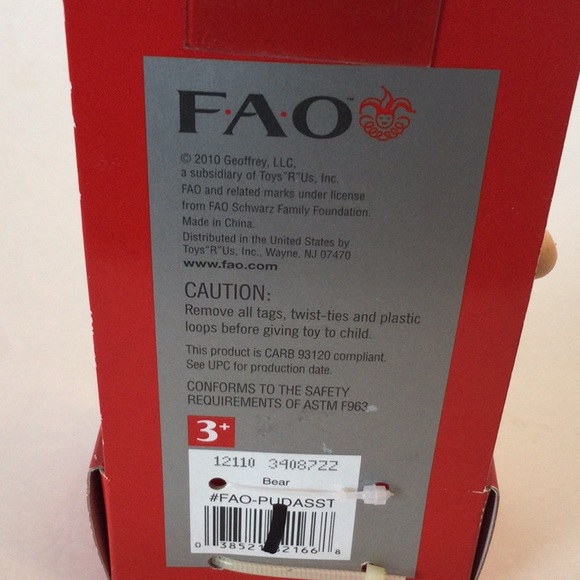 F·A·O™
© 2010 Geoffrey, LLC,
a subsidiary of Toys"R"Us, Inc.
FAO and related marks under license
from FAO Schwarz Family Foundation.
Made in China.
Distributed in the United States by
Toys"R"Us, Inc., Wayne, NJ 07470
www.fao.com
CAUTION:
Remove all tags, twist-ties and plastic
loops before giving toy to child.
This product is CARB 93120 compliant.
See UPC for production date.
CONFORMS TO THE SAFETY
REQUIREMENTS OF ASTM F963
3+
12110 3408722
Bear
#FAO-PUDASST
0 8